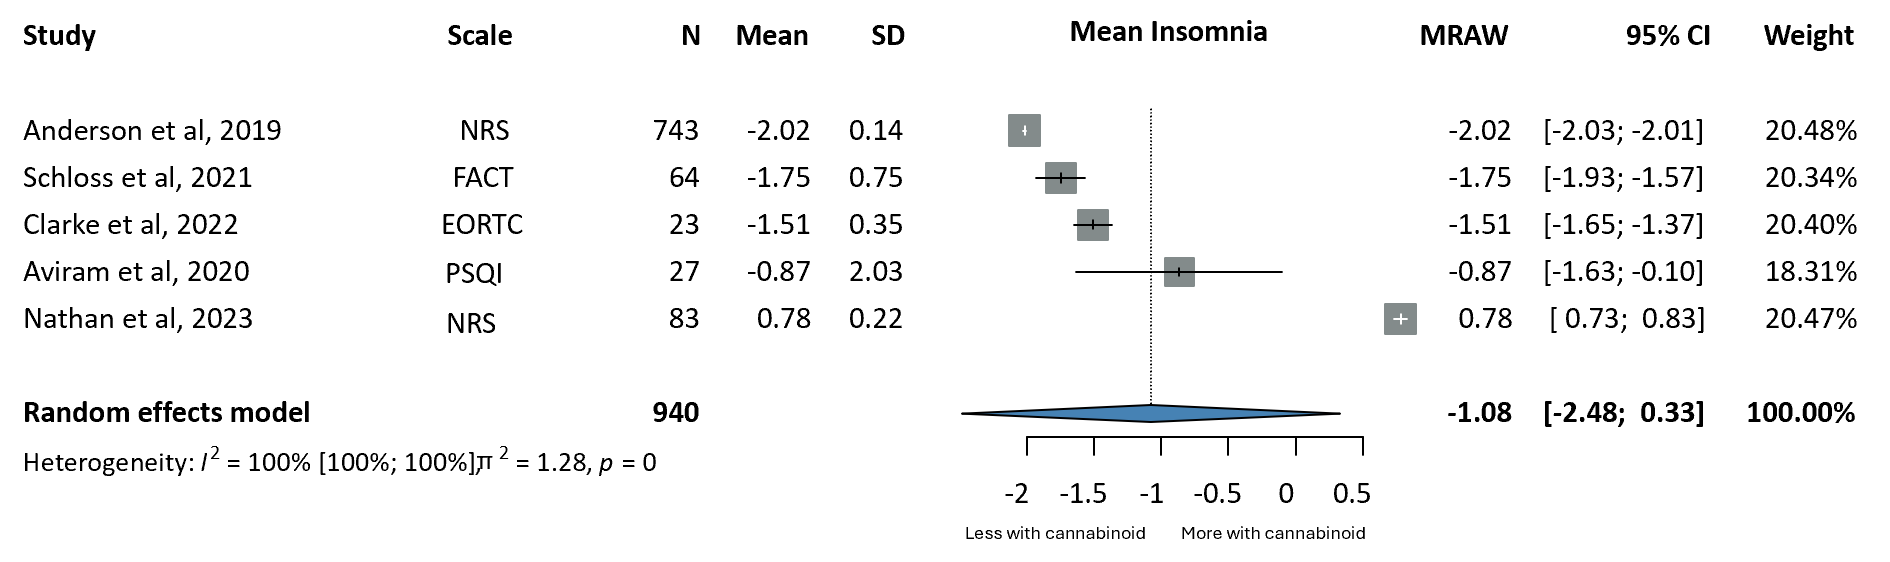 Study Scale N Mean SD Mean Insomnia MRAW 95% CI Weight
Anderson et al, 2019 NRS 743 -2.02 0.14 -2.02 [-2.03; -2.01] 20.48%
Schloss et al, 2021 FACT 64 -1.75 0.75 -1.75 [-1.93; -1.57] 20.34%
Clarke et al, 2022 EORTC 23 -1.51 0.35 -1.51 [-1.65; -1.37] 20.40%
Aviram et al, 2020 PSQI 27 -0.87 2.03 -0.87 [-1.63; -0.10] 18.31%
Nathan et al, 2023 NRS 83 0.78 0.22 0.78 [ 0.73; 0.83] 20.47%
Random effects model 940 -1.08 [-2.48; 0.33] 100.00%
Heterogeneity: I² = 100% [100%; 100%], π² = 1.28, p = 0
-2 -1.5 -1 -0.5 0 0.5
Less with cannabinoid More with cannabinoid